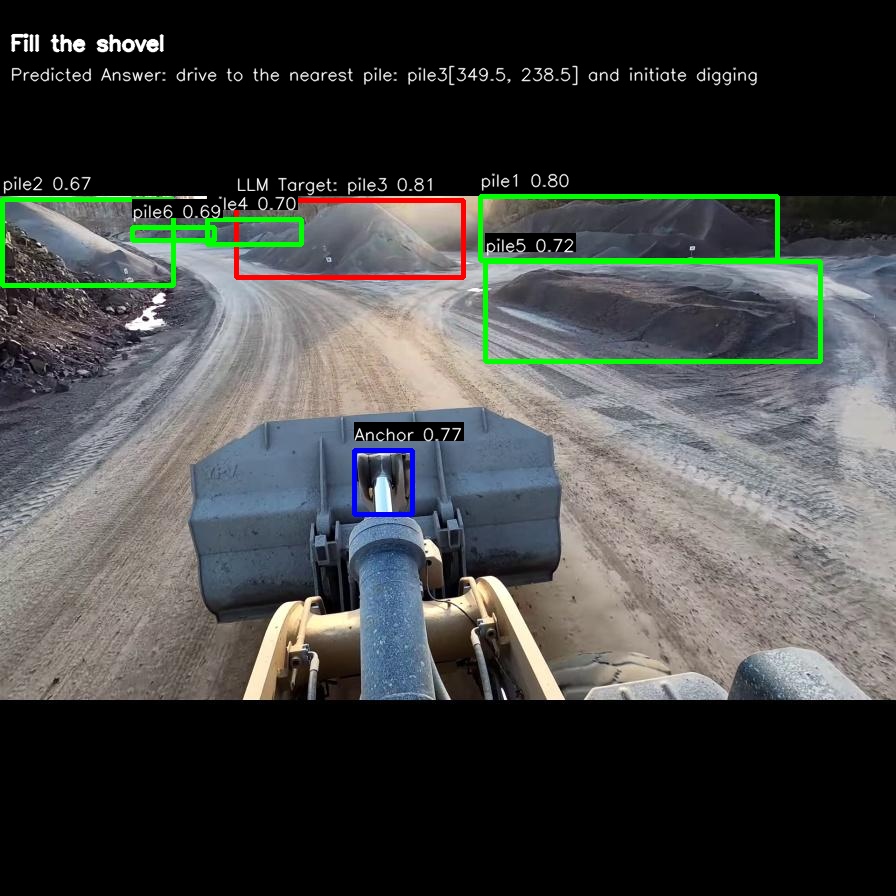 Fill the shovel
Predicted Answer: drive to the nearest pile: pile3[349.5, 238.5] and initiate digging
pile2 0.67
LLM Target: pile3 0.81
pile1 0.80
pile6 0.69
le4 0.70
pile5 0.72
Anchor 0.77